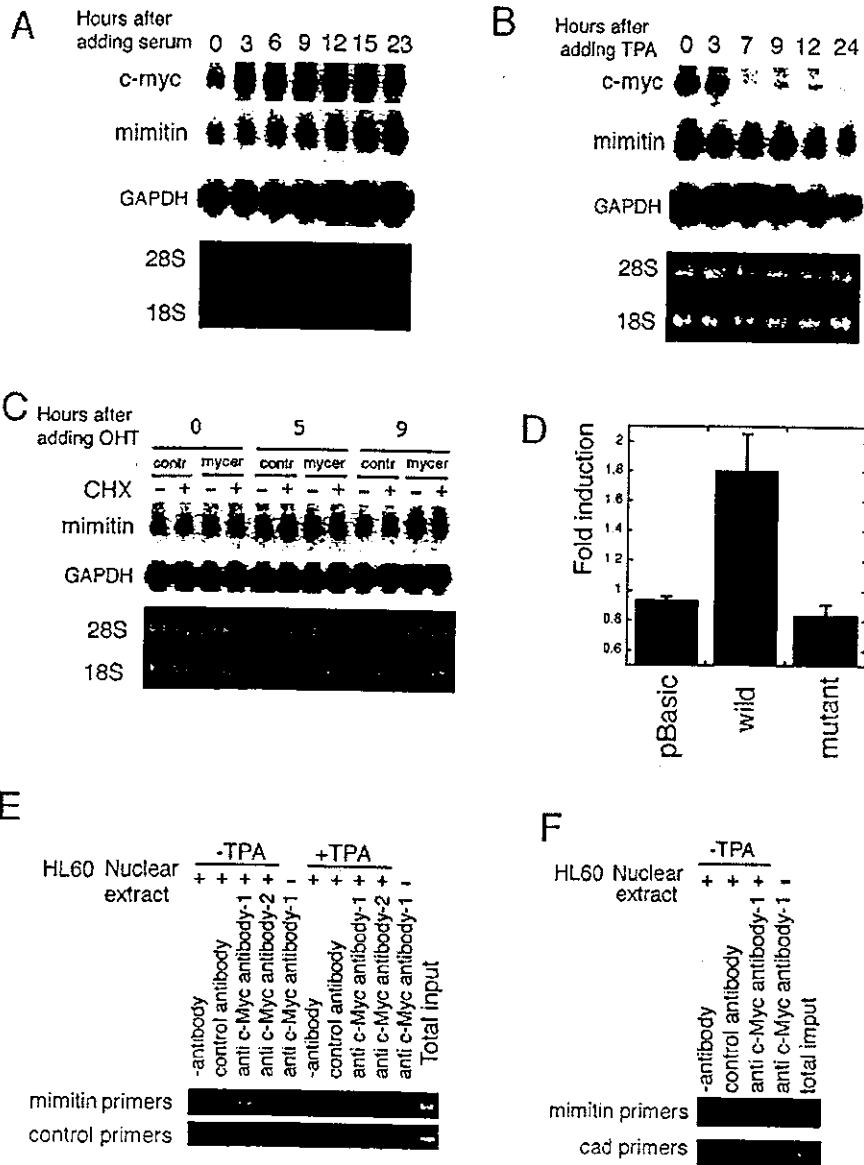 A
Hours after
adding serum
0 3 6 9 12 15 23
c-myc
mimitin
GAPDH
28S
18S
B
Hours after
adding TPA
0 3 7 9 12 24
c-myc
mimitin
GAPDH
28S
18S
C
Hours after
adding OHT
0 5 9
contr mycer contr mycer contr mycer
CHX
- + - + - + - + - + - +
mimitin
GAPDH
28S
18S
D
Fold induction
2
1.8
1.6
1.4
1.2
1
0.8
0.6
pBasic
wild
mutant
E
-TPA +TPA
HL60 Nuclear
extract
+ + + + - + + + + -
-antibody
control antibody
anti c-Myc antibody-1
anti c-Myc antibody-2
anti c-Myc antibody-1
-antibody
control antibody
anti c-Myc antibody-1
anti c-Myc antibody-2
anti c-Myc antibody-1
Total input
mimitin primers
control primers
F
-TPA
HL60 Nuclear
extract
+ + + -
-antibody
control antibody
anti c-Myc antibody-1
anti c-Myc antibody-1
total imput
mimitin primers
cad primers